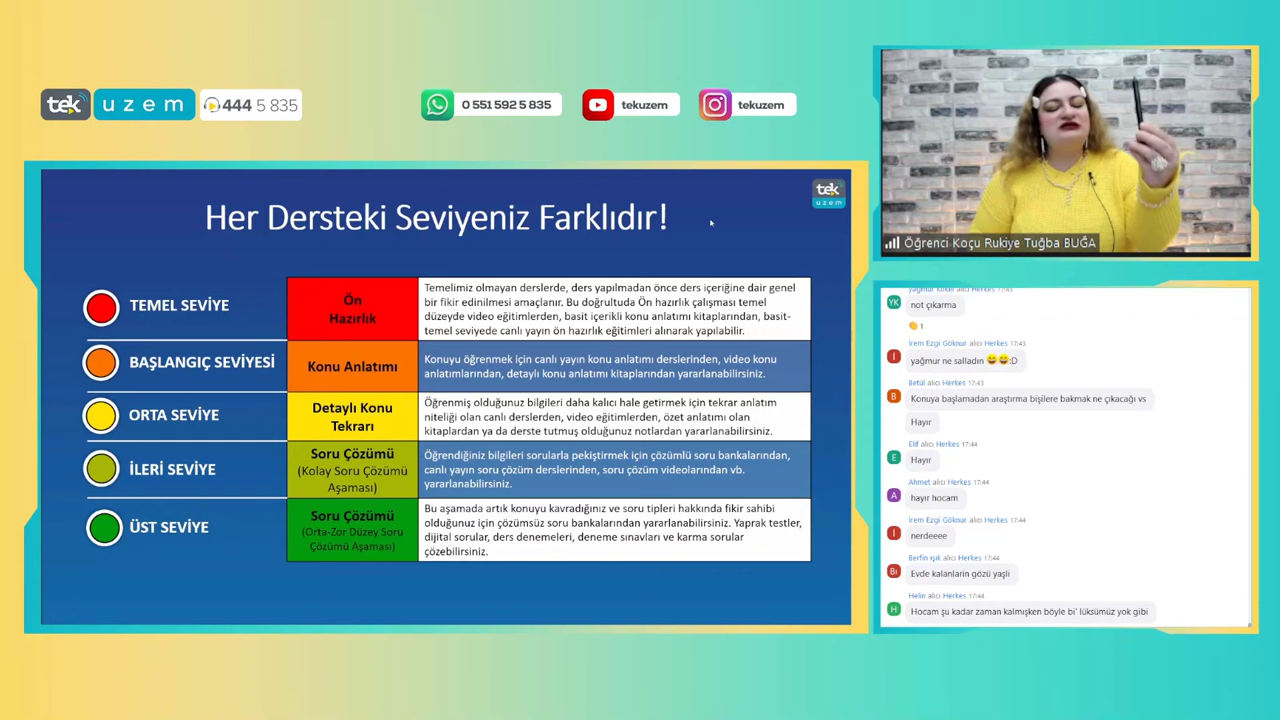 tek uzem 444 5 835
0 551 592 5 835
tekuzem
tekuzem
tek
uzem
Her Dersteki Seviyeniz Farklıdır!
TEMEL SEVİYE
Ön
Hazırlık
Temelimiz olmayan derslerde, ders yapılmadan önce ders içeriğine dair genel
bir fikir edinilmesi amaçlanır. Bu doğrultuda Ön hazırlık çalışması temel
düzeyde video eğitimlerden, basit içerikli konu anlatımı kitaplarından, basit-
temel seviyede canlı yayın ön hazırlık eğitimleri alınarak yapılabilir.
BAŞLANGIÇ SEVİYESİ
Konu Anlatımı
Konuyu öğrenmek için canlı yayın konu anlatımı derslerinden, video konu
anlatımlarından, detaylı konu anlatımı kitaplarından yararlanabilirsiniz.
ORTA SEVİYE
Detaylı Konu
Tekrarı
Öğrenmiş olduğunuz bilgileri daha kalıcı hale getirmek için tekrar anlatım
niteliği olan canlı derslerden, video eğitimlerden, özet anlatımı olan
kitaplardan ya da derste tutmuş olduğunuz notlardan yararlanabilirsiniz.
İLERİ SEVİYE
Soru Çözümü
(Kolay Soru Çözümü
Aşaması)
Öğrendiğiniz bilgileri sorularla pekiştirmek için çözümlü soru bankalarından,
canlı yayın soru çözüm derslerinden, soru çözüm videolarından vb.
yararlanabilirsiniz.
ÜST SEVİYE
Soru Çözümü
(Orta-Zor Düzey Soru
Çözümü Aşaması)
Bu aşamada artık konuyu kavradığınız ve soru tipleri hakkında fikir sahibi
olduğunuz için çözümsüz soru bankalarından yararlanabilirsiniz. Yaprak testler,
dijital sorular, ders denemeleri, deneme sınavları ve karma sorular
çözebilirsiniz.
Öğrenci Koçu Rukiye Tuğba BUĞA
YK
not çıkarma
1
İrem Ezgi Göknur alıcı Herkes 17:43
I
yağmur ne salladın :D
Betül alıcı Herkes 17:43
B
Konuya başlamadan araştırma bişilere bakmak ne çıkacağı vs
Hayır
Elif alıcı Herkes 17:44
E
Hayır
Ahmet alıcı Herkes 17:44
A
hayır hocam
İrem Ezgi Göknur alıcı Herkes 17:44
I
nerdeeee
Berfin ışık alıcı Herkes 17:44
Bı
Evde kalanlarin gözü yaşli
Helin alıcı Herkes 17:44
H
Hocam şu kadar zaman kalmışken böyle bi' lüksümüz yok gibi